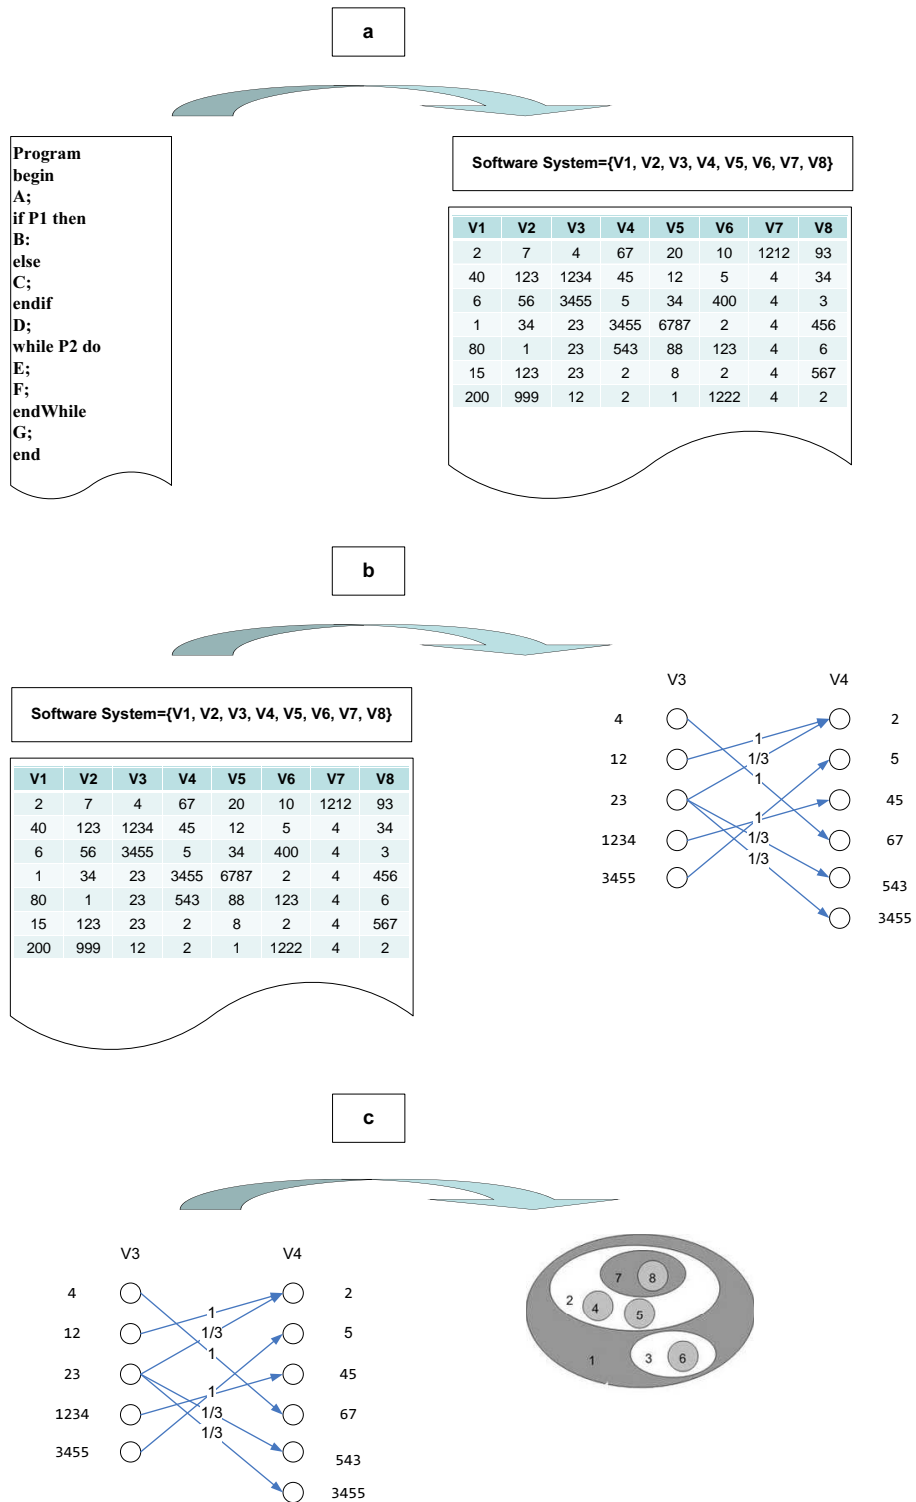 a
Program
begin
A;
if P1 then
B:
else
C;
endif
D;
while P2 do
E;
F;
endWhile
G;
end
Software System={V1, V2, V3, V4, V5, V6, V7, V8}
V1 V2 V3 V4 V5 V6 V7 V8
2 7 4 67 20 10 1212 93
40 123 1234 45 12 5 4 34
6 56 3455 5 34 400 4 3
1 34 23 3455 6787 2 4 456
80 1 23 543 88 123 4 6
15 123 23 2 8 2 4 567
200 999 12 2 1 1222 4 2
b
Software System={V1, V2, V3, V4, V5, V6, V7, V8}
V1 V2 V3 V4 V5 V6 V7 V8
2 7 4 67 20 10 1212 93
40 123 1234 45 12 5 4 34
6 56 3455 5 34 400 4 3
1 34 23 3455 6787 2 4 456
80 1 23 543 88 123 4 6
15 123 23 2 8 2 4 567
200 999 12 2 1 1222 4 2
V3 V4
4 2
1
12 1/3 5
1
23 45
1
1234 1/3 67
1/3
3455 543
3455
c
V3 V4
4 2
1
12 1/3 5
1
23 45
1
1234 1/3 67
1/3
3455 543
3455
7 8
2 4 5
1 3 6